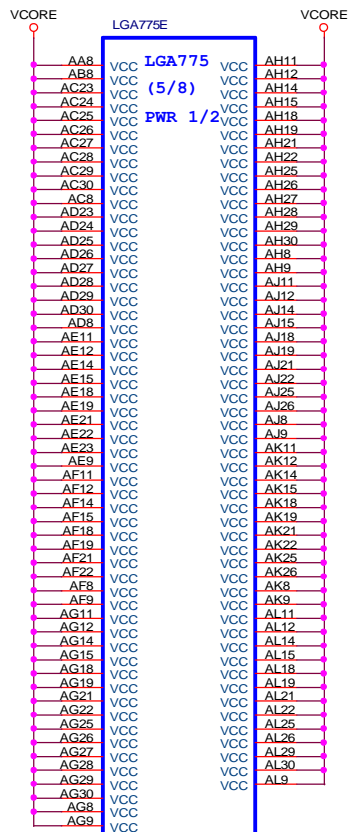 VCORE VCORE
LGA775E
AA8 VCC LGA775 VCC AH11
AB8 VCC (5/8) VCC AH12
AC23 VCC VCC AH14
AC24 VCC VCC AH15
AC25 VCC PWR 1/2 VCC AH18
AC26 VCC VCC AH19
AC27 VCC VCC AH21
AC28 VCC VCC AH22
AC29 VCC VCC AH25
AC30 VCC VCC AH26
AC8 VCC VCC AH27
AD23 VCC VCC AH28
AD24 VCC VCC AH29
AD25 VCC VCC AH30
AD26 VCC VCC AH8
AD27 VCC VCC AH9
AD28 VCC VCC AJ11
AD29 VCC VCC AJ12
AD30 VCC VCC AJ14
AD8 VCC VCC AJ15
AE11 VCC VCC AJ18
AE12 VCC VCC AJ19
AE14 VCC VCC AJ21
AE15 VCC VCC AJ22
AE18 VCC VCC AJ25
AE19 VCC VCC AJ26
AE21 VCC VCC AJ8
AE22 VCC VCC AJ9
AE23 VCC VCC AK11
AE9 VCC VCC AK12
AF11 VCC VCC AK14
AF12 VCC VCC AK15
AF14 VCC VCC AK18
AF15 VCC VCC AK19
AF18 VCC VCC AK21
AF19 VCC VCC AK22
AF21 VCC VCC AK25
AF22 VCC VCC AK26
AF8 VCC VCC AK8
AF9 VCC VCC AK9
AG11 VCC VCC AL11
AG12 VCC VCC AL12
AG14 VCC VCC AL14
AG15 VCC VCC AL15
AG18 VCC VCC AL18
AG19 VCC VCC AL19
AG21 VCC VCC AL21
AG22 VCC VCC AL22
AG25 VCC VCC AL25
AG26 VCC VCC AL26
AG27 VCC VCC AL29
AG28 VCC VCC AL30
AG29 VCC VCC AL9
AG30 VCC
AG8 VCC
AG9 VCC